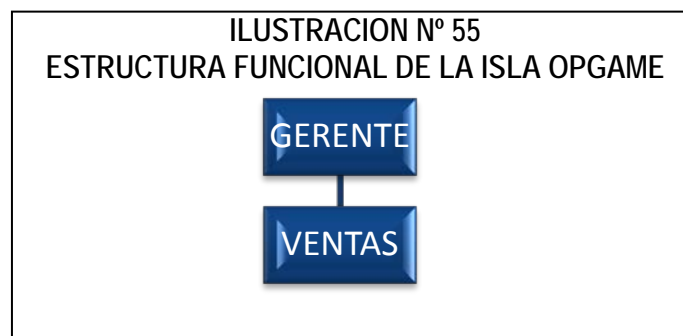 ILUSTRACION Nº 55
ESTRUCTURA FUNCIONAL DE LA ISLA OPGAME
GERENTE
VENTAS